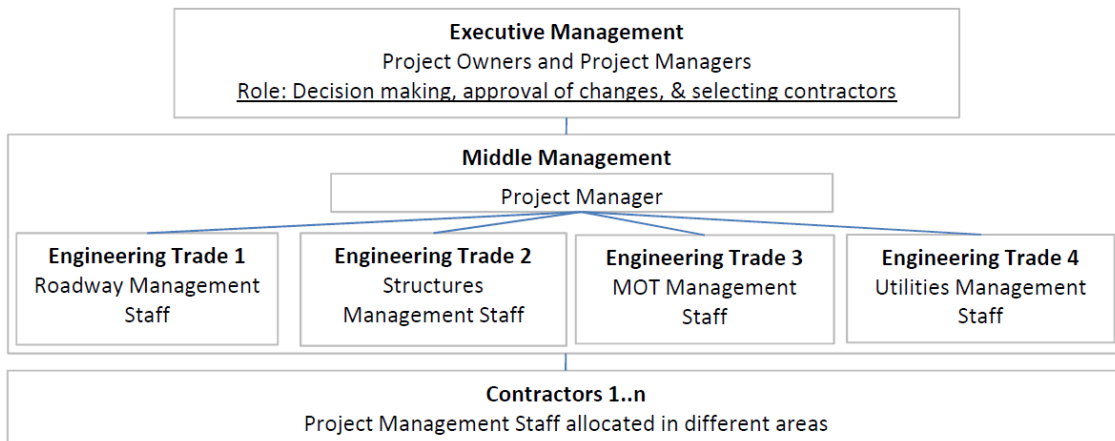 Executive Management
Project Owners and Project Managers
Role: Decision making, approval of changes, & selecting contractors
Middle Management
Project Manager
Engineering Trade 1
Roadway Management
Staff
Engineering Trade 2
Structures
Management Staff
Engineering Trade 3
MOT Management
Staff
Engineering Trade 4
Utilities Management
Staff
Contractors 1..n
Project Management Staff allocated in different areas